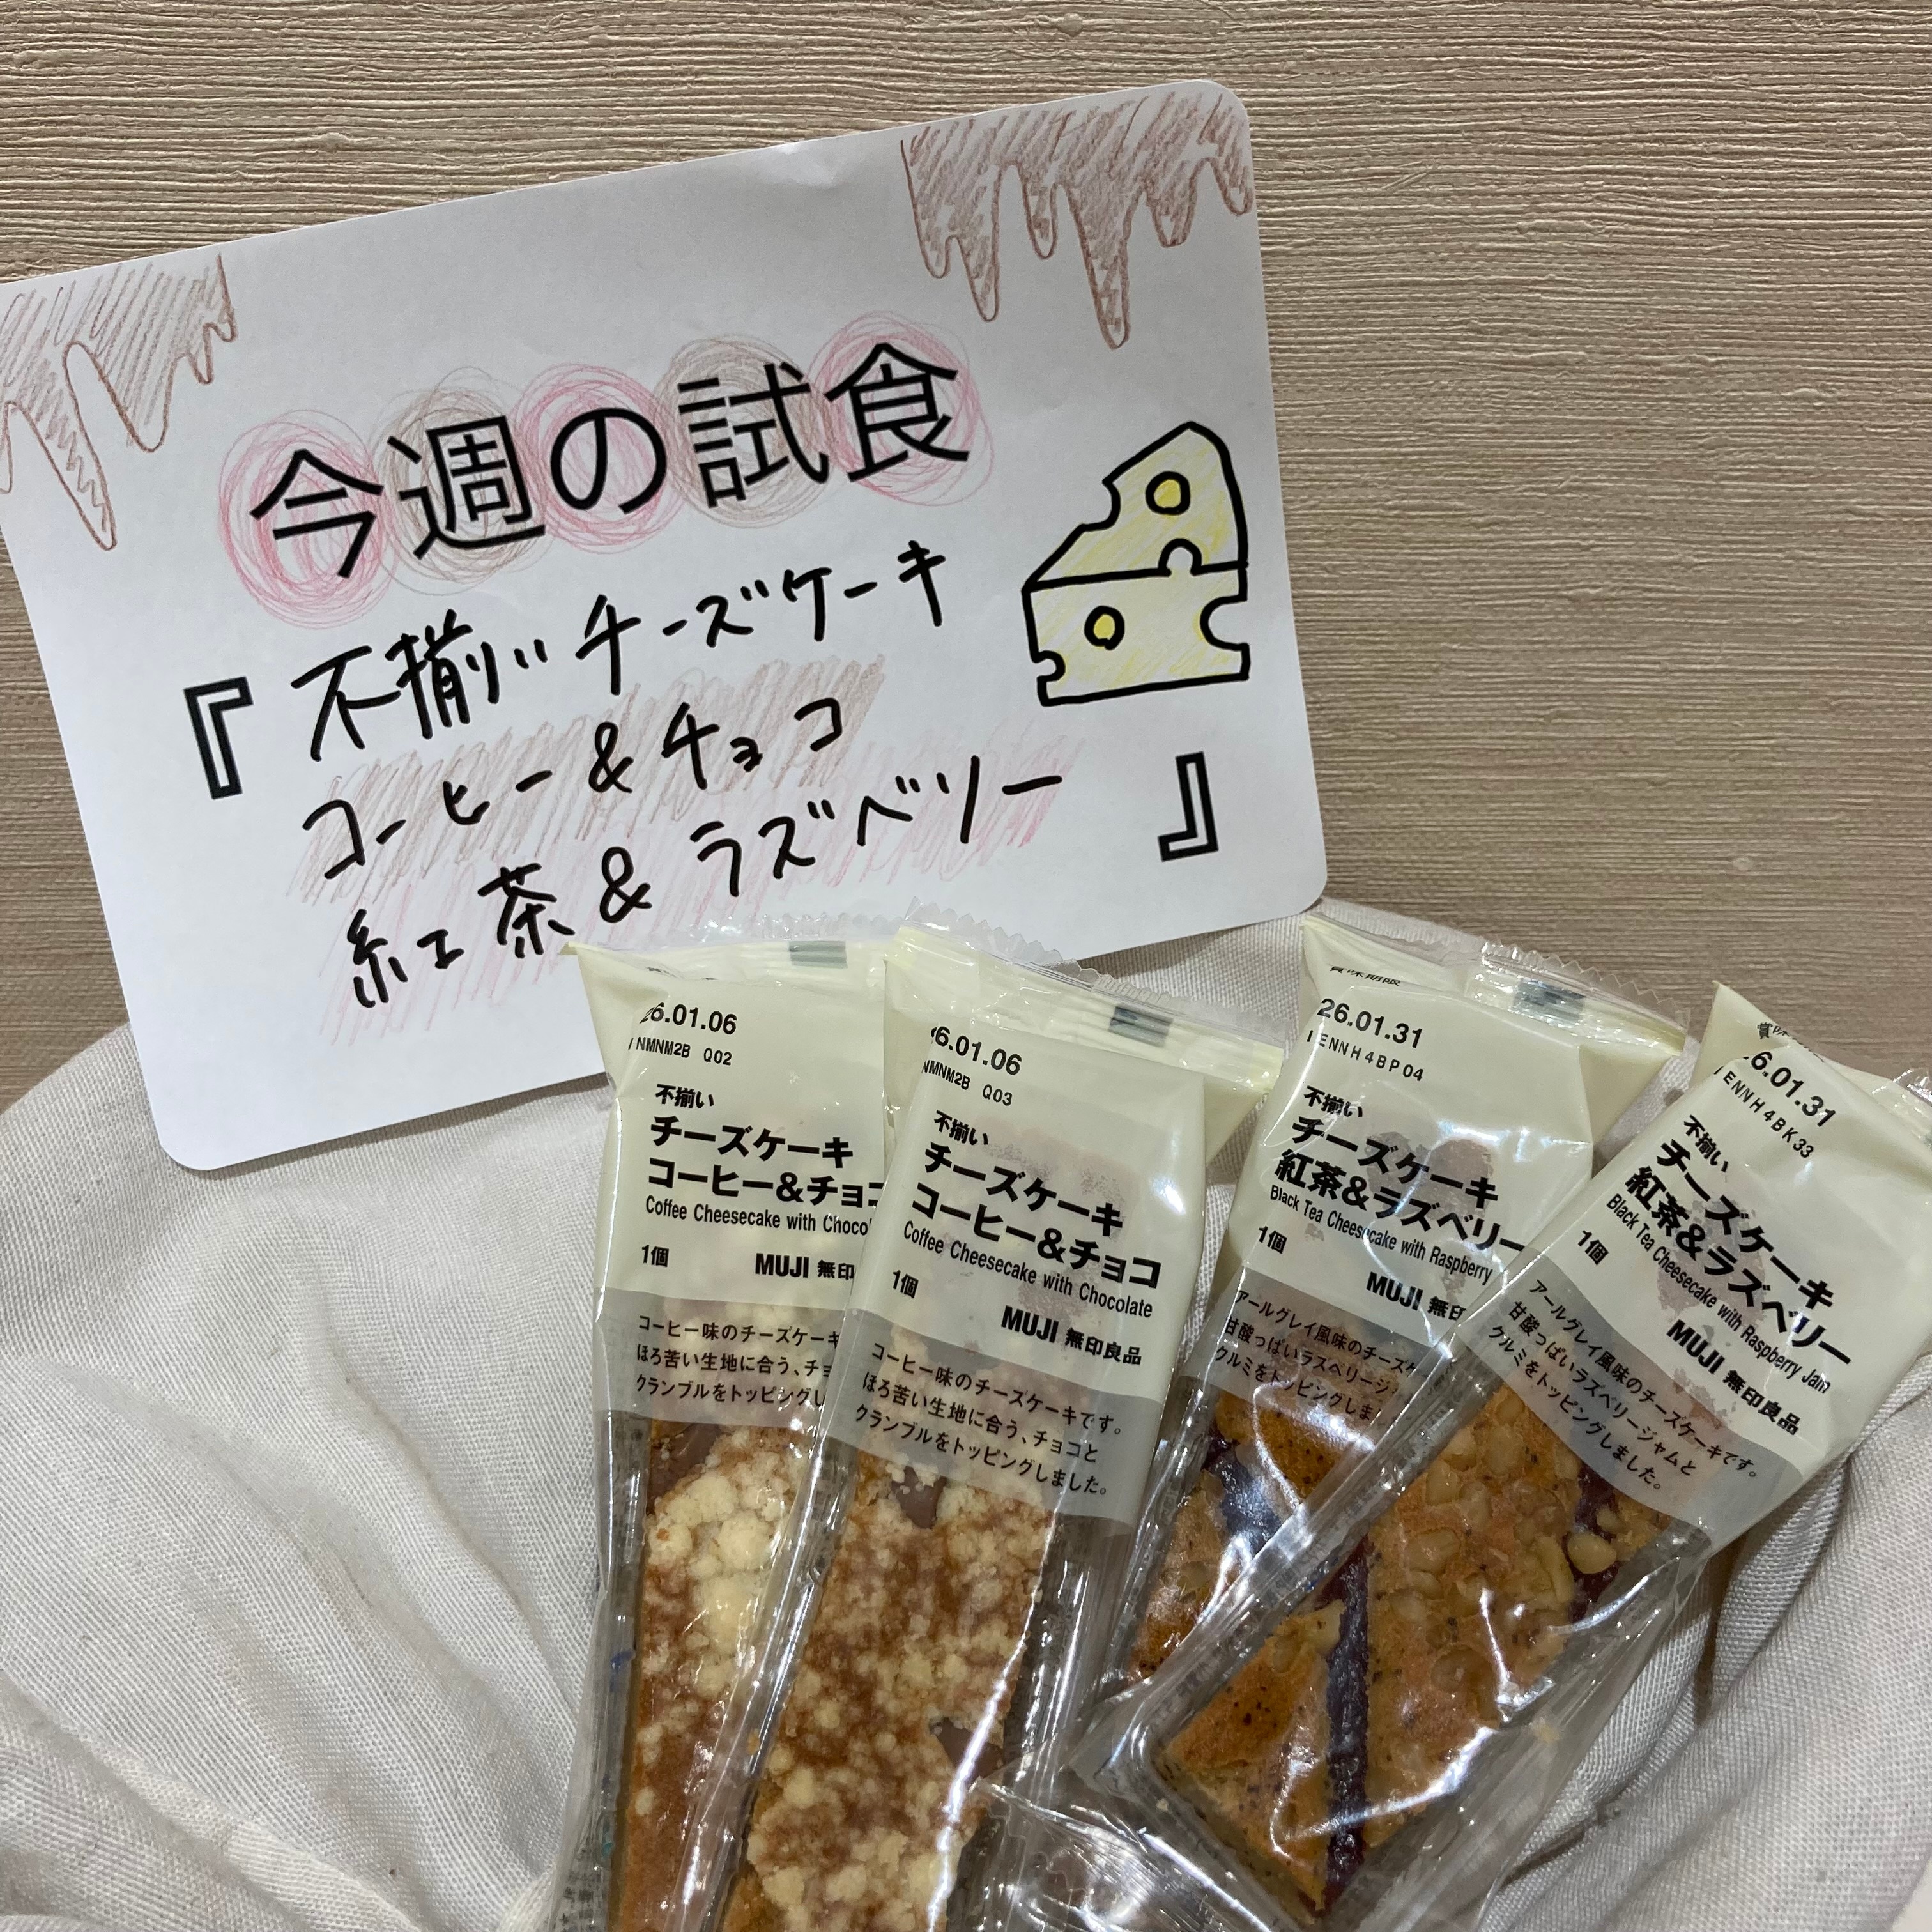 今週の試食
『不揃い チーズケーキ
コーヒー&チョコ
紅茶&ラズベリー』
26.01.06
NMNM2B Q02
不揃い
チーズケーキ
コーヒー&チョコ
Coffee Cheesecake with Chocol
1個
MUJI 無印
コーヒー味のチーズケーキ
ほろ苦い生地に合う、チョ
クランブルをトッピングし
6.01.06
NMNM2B Q03
不揃い
チーズケーキ
コーヒー&チョコ
Coffee Cheesecake with Chocolate
1個
MUJI 無印良品
コーヒー味のチーズケーキです。
ほろ苦い生地に合う、チョコと
クランブルをトッピングしました。
賞味期限
26.01.31
IENNH4BP04
不揃い
チーズケーキ
紅茶&ラズベリー
Black Tea Cheesecake with Raspberry
1個
MUJI 無印
アールグレイ風味のチーズケ
甘酸っぱいラズベリージャ
クルミをトッピングしま
6.01.31
IENNH4BK33
不揃い
チーズケーキ
紅茶&ラズベリー
Black Tea Cheesecake with Raspberry Jam
1個
MUJI 無印良品
アールグレイ風味のチーズケーキです。
甘酸っぱいラズベリージャムと
クルミをトッピングしました。